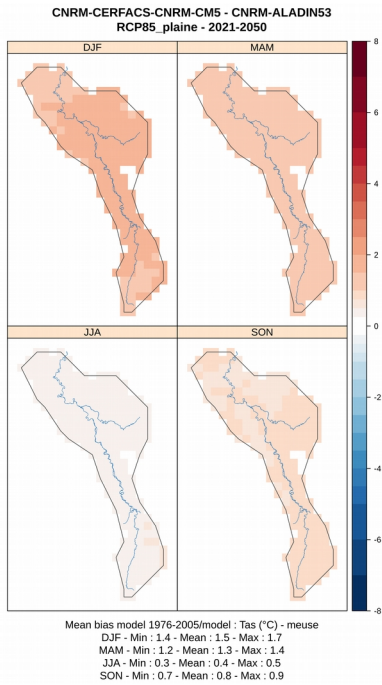 CNRM-CERFACS-CNRM-CM5 - CNRM-ALADIN53
RCP85_plaine - 2021-2050
DJF
MAM
8
6
4
2
0
-2
-4
-6
-8
JJA
SON
Mean bias model 1976-2005/model : Tas (°C) - meuse
DJF - Min : 1.4 - Mean : 1.5 - Max : 1.7
MAM - Min : 1.2 - Mean : 1.3 - Max : 1.4
JJA - Min : 0.3 - Mean : 0.4 - Max : 0.5
SON - Min : 0.7 - Mean : 0.8 - Max : 0.9